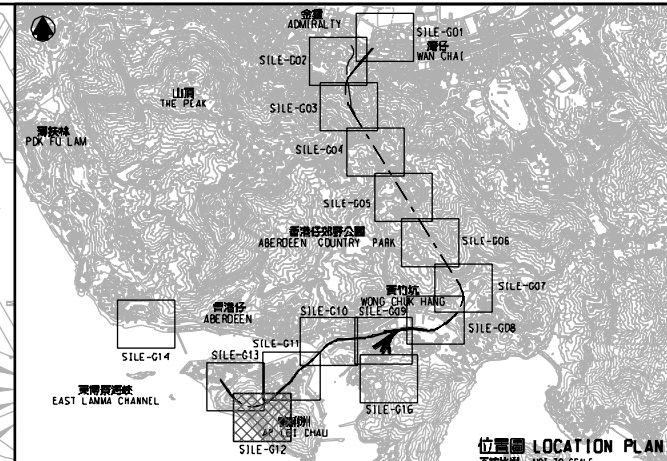 金鐘
ADMIRALTY
SILE-G01
灣仔
WAN CHAI
SILE-G02
山頂
THE PEAK
SILE-G03
薄扶林
POK FU LAM
SILE-G04
SILE-G05
香港仔郊野公園
ABERDEEN COUNTRY PARK
SILE-G06
黃竹坑
WONG CHUK HANG
SILE-G07
香港仔
ABERDEEN
SILE-G10
SILE-G09
SILE-G08
SILE-G11
SILE-G14
SILE-G13
東博寮海峽
EAST LANMA CHANNEL
SILE-G16
鴨脷洲
AP LEI CHAU
SILE-G12
位置圖 LOCATION PLAN
NOT TO SCALE